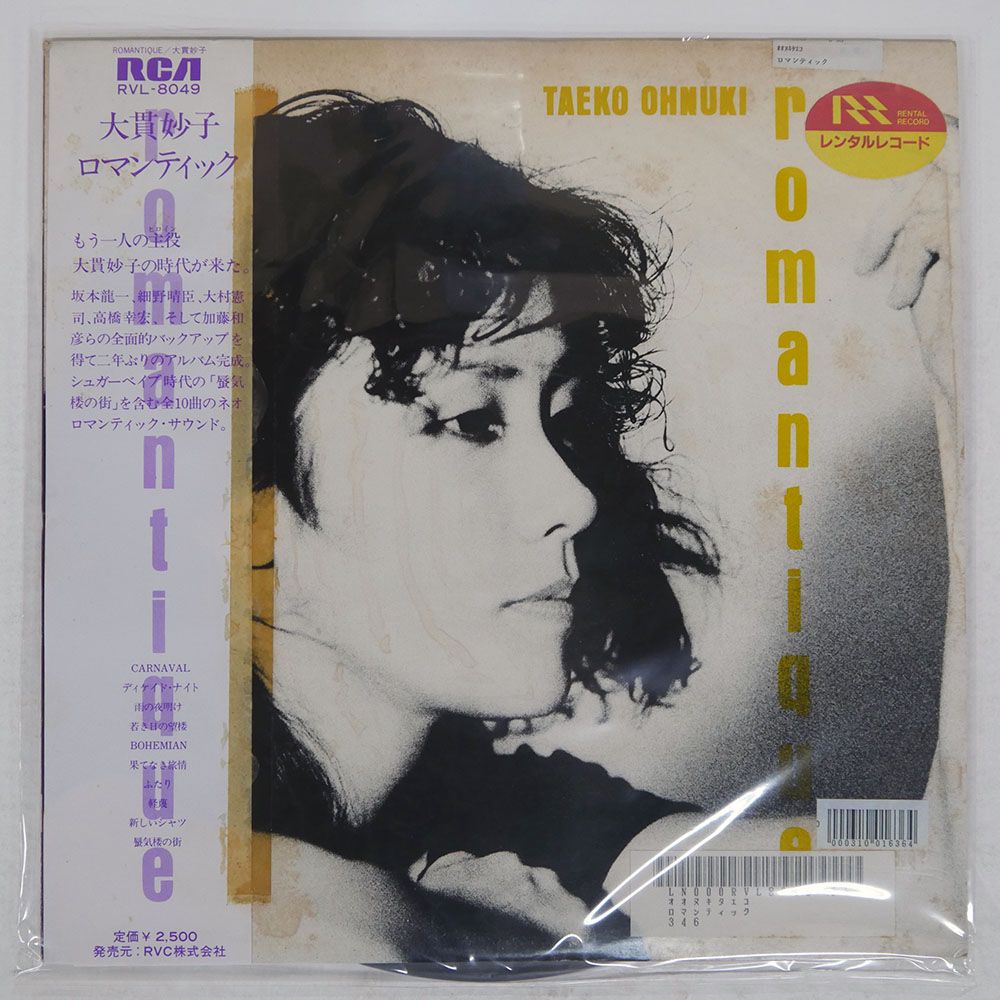 ROMANTIQUE／大貫妙子
RCA
RVL-8049
大貫妙子
ロマンティック
ヒロイン
もう一人の主役
大貫妙子の時代が来た。
坂本龍一、細野晴臣、大村憲
司、高橋幸宏、そして加藤和
彦らの全面的バックアップを
得て二年ぶりのアルバム完成。
シュガーベイブ時代の「蜃気
楼の街」を含む全10曲のネオ
ロマンティック・サウンド。
romantique
CARNAVAL
ディケイド・ナイト
雨の夜明け
若き日の望楼
BOHEMIAN
果てなき旅情
ふたり
軽蔑
新しいシャツ
蜃気楼の街
定価￥2,500
発売元：RVC株式会社
TAEKO OHNUKI
romantique
ロマンティック
RR
RENTAL
RECORD
レンタルレコード
000310 016364
LN000RVL8
オオヌキタエコ
ロマンティック
346